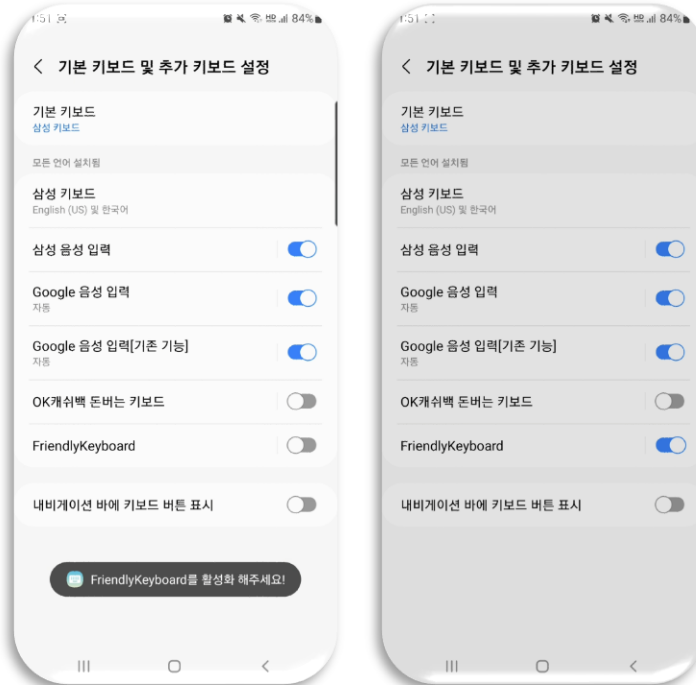 1:51
84%
기본 키보드 및 추가 키보드 설정
기본 키보드
삼성 키보드
모든 언어 설치됨
삼성 키보드
English (US) 및 한국어
삼성 음성 입력
Google 음성 입력
자동
Google 음성 입력[기존 기능]
자동
OK캐쉬백 돈버는 키보드
FriendlyKeyboard
내비게이션 바에 키보드 버튼 표시
FriendlyKeyboard를 활성화 해주세요!
1:51
84%
기본 키보드 및 추가 키보드 설정
기본 키보드
삼성 키보드
모든 언어 설치됨
삼성 키보드
English (US) 및 한국어
삼성 음성 입력
Google 음성 입력
자동
Google 음성 입력[기존 기능]
자동
OK캐쉬백 돈버는 키보드
FriendlyKeyboard
내비게이션 바에 키보드 버튼 표시